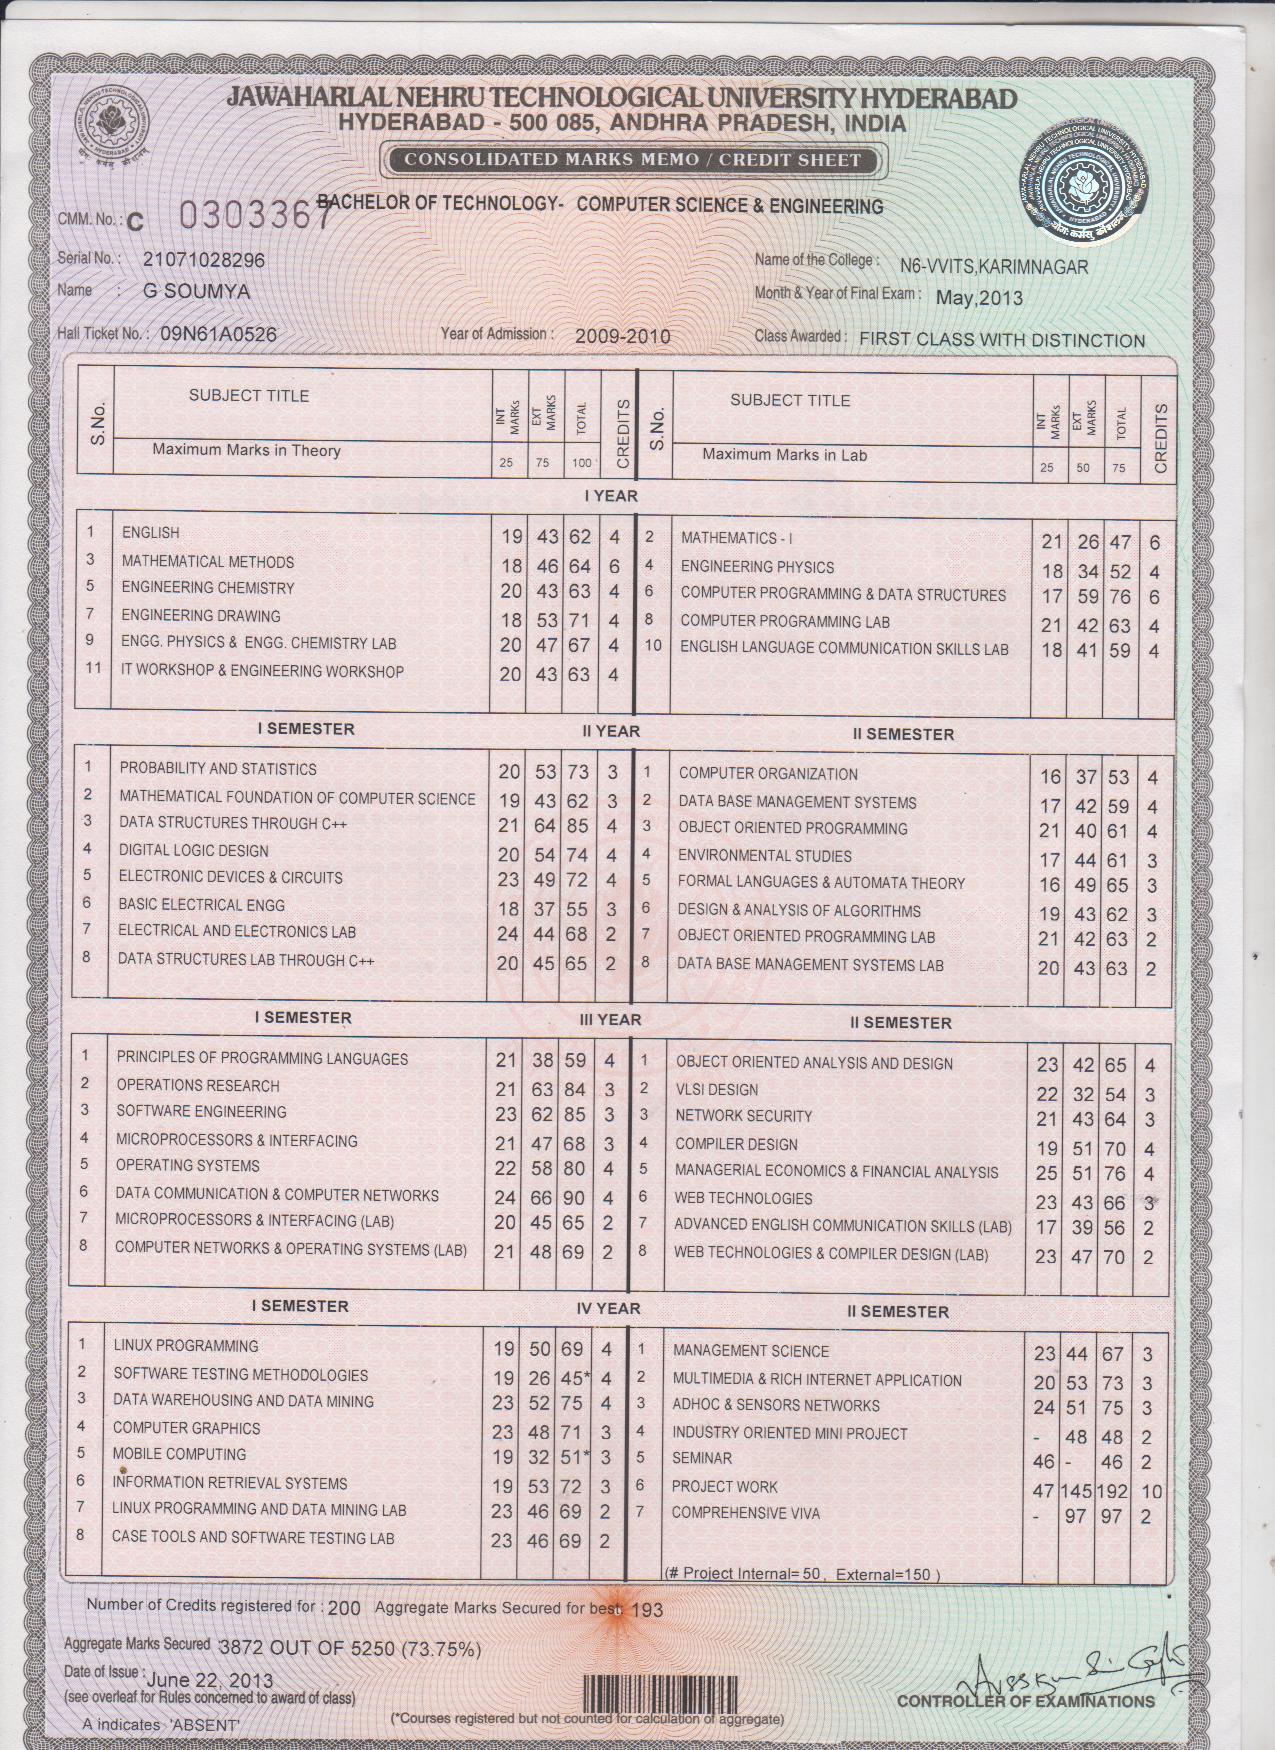 JAWAHARLAL NEHRU TECHNOLOGICAL UNIVERSITY HYDERABAD
HYDERABAD - 500 085, ANDHRA PRADESH, INDIA
CONSOLIDATED MARKS MEMO / CREDIT SHEET
CMM. No. : C 0303367 BACHELOR OF TECHNOLOGY- COMPUTER SCIENCE & ENGINEERING
Serial No. : 21071028296 Name of the College : N6-VVITS,KARIMNAGAR
Name : G SOUMYA Month & Year of Final Exam : May,2013
Hall Ticket No. : 09N61A0526 Year of Admission : 2009-2010 Class Awarded : FIRST CLASS WITH DISTINCTION
S.No. SUBJECT TITLE INT MARKs EXT MARKS TOTAL CREDITS S.No. SUBJECT TITLE INT MARKs EXT MARKS TOTAL CREDITS
Maximum Marks in Theory 25 75 100 Maximum Marks in Lab 25 50 75
I YEAR
1 ENGLISH 19 43 62 4 2 MATHEMATICS - I 21 26 47 6
3 MATHEMATICAL METHODS 18 46 64 6 4 ENGINEERING PHYSICS 18 34 52 4
5 ENGINEERING CHEMISTRY 20 43 63 4 6 COMPUTER PROGRAMMING & DATA STRUCTURES 17 59 76 6
7 ENGINEERING DRAWING 18 53 71 4 8 COMPUTER PROGRAMMING LAB 21 42 63 4
9 ENGG. PHYSICS & ENGG. CHEMISTRY LAB 20 47 67 4 10 ENGLISH LANGUAGE COMMUNICATION SKILLS LAB 18 41 59 4
11 IT WORKSHOP & ENGINEERING WORKSHOP 20 43 63 4
I SEMESTER II YEAR II SEMESTER
1 PROBABILITY AND STATISTICS 20 53 73 3 1 COMPUTER ORGANIZATION 16 37 53 4
2 MATHEMATICAL FOUNDATION OF COMPUTER SCIENCE 19 43 62 3 2 DATA BASE MANAGEMENT SYSTEMS 17 42 59 4
3 DATA STRUCTURES THROUGH C++ 21 64 85 4 3 OBJECT ORIENTED PROGRAMMING 21 40 61 4
4 DIGITAL LOGIC DESIGN 20 54 74 4 4 ENVIRONMENTAL STUDIES 17 44 61 3
5 ELECTRONIC DEVICES & CIRCUITS 23 49 72 4 5 FORMAL LANGUAGES & AUTOMATA THEORY 16 49 65 3
6 BASIC ELECTRICAL ENGG 18 37 55 3 6 DESIGN & ANALYSIS OF ALGORITHMS 19 43 62 3
7 ELECTRICAL AND ELECTRONICS LAB 24 44 68 2 7 OBJECT ORIENTED PROGRAMMING LAB 21 42 63 2
8 DATA STRUCTURES LAB THROUGH C++ 20 45 65 2 8 DATA BASE MANAGEMENT SYSTEMS LAB 20 43 63 2
I SEMESTER III YEAR II SEMESTER
1 PRINCIPLES OF PROGRAMMING LANGUAGES 21 38 59 4 1 OBJECT ORIENTED ANALYSIS AND DESIGN 23 42 65 4
2 OPERATIONS RESEARCH 21 63 84 3 2 VLSI DESIGN 22 32 54 3
3 SOFTWARE ENGINEERING 23 62 85 3 3 NETWORK SECURITY 21 43 64 3
4 MICROPROCESSORS & INTERFACING 21 47 68 3 4 COMPILER DESIGN 19 51 70 4
5 OPERATING SYSTEMS 22 58 80 4 5 MANAGERIAL ECONOMICS & FINANCIAL ANALYSIS 25 51 76 4
6 DATA COMMUNICATION & COMPUTER NETWORKS 24 66 90 4 6 WEB TECHNOLOGIES 23 43 66 3
7 MICROPROCESSORS & INTERFACING (LAB) 20 45 65 2 7 ADVANCED ENGLISH COMMUNICATION SKILLS (LAB) 17 39 56 2
8 COMPUTER NETWORKS & OPERATING SYSTEMS (LAB) 21 48 69 2 8 WEB TECHNOLOGIES & COMPILER DESIGN (LAB) 23 47 70 2
I SEMESTER IV YEAR II SEMESTER
1 LINUX PROGRAMMING 19 50 69 4 1 MANAGEMENT SCIENCE 23 44 67 3
2 SOFTWARE TESTING METHODOLOGIES 19 26 45* 4 2 MULTIMEDIA & RICH INTERNET APPLICATION 20 53 73 3
3 DATA WAREHOUSING AND DATA MINING 23 52 75 4 3 ADHOC & SENSORS NETWORKS 24 51 75 3
4 COMPUTER GRAPHICS 23 48 71 3 4 INDUSTRY ORIENTED MINI PROJECT - 48 48 2
5 MOBILE COMPUTING 19 32 51* 3 5 SEMINAR 46 - 46 2
6 INFORMATION RETRIEVAL SYSTEMS 19 53 72 3 6 PROJECT WORK 47 145 192 10
7 LINUX PROGRAMMING AND DATA MINING LAB 23 46 69 2 7 COMPREHENSIVE VIVA - 97 97 2
8 CASE TOOLS AND SOFTWARE TESTING LAB 23 46 69 2
(# Project Internal= 50 , External=150 )
Number of Credits registered for : 200 Aggregate Marks Secured for best: 193
Aggregate Marks Secured :3872 OUT OF 5250 (73.75%)
Date of Issue : June 22, 2013
(see overleaf for Rules concerned to award of class)
CONTROLLER OF EXAMINATIONS
A indicates 'ABSENT' (*Courses registered but not counted for calculation of aggregate)